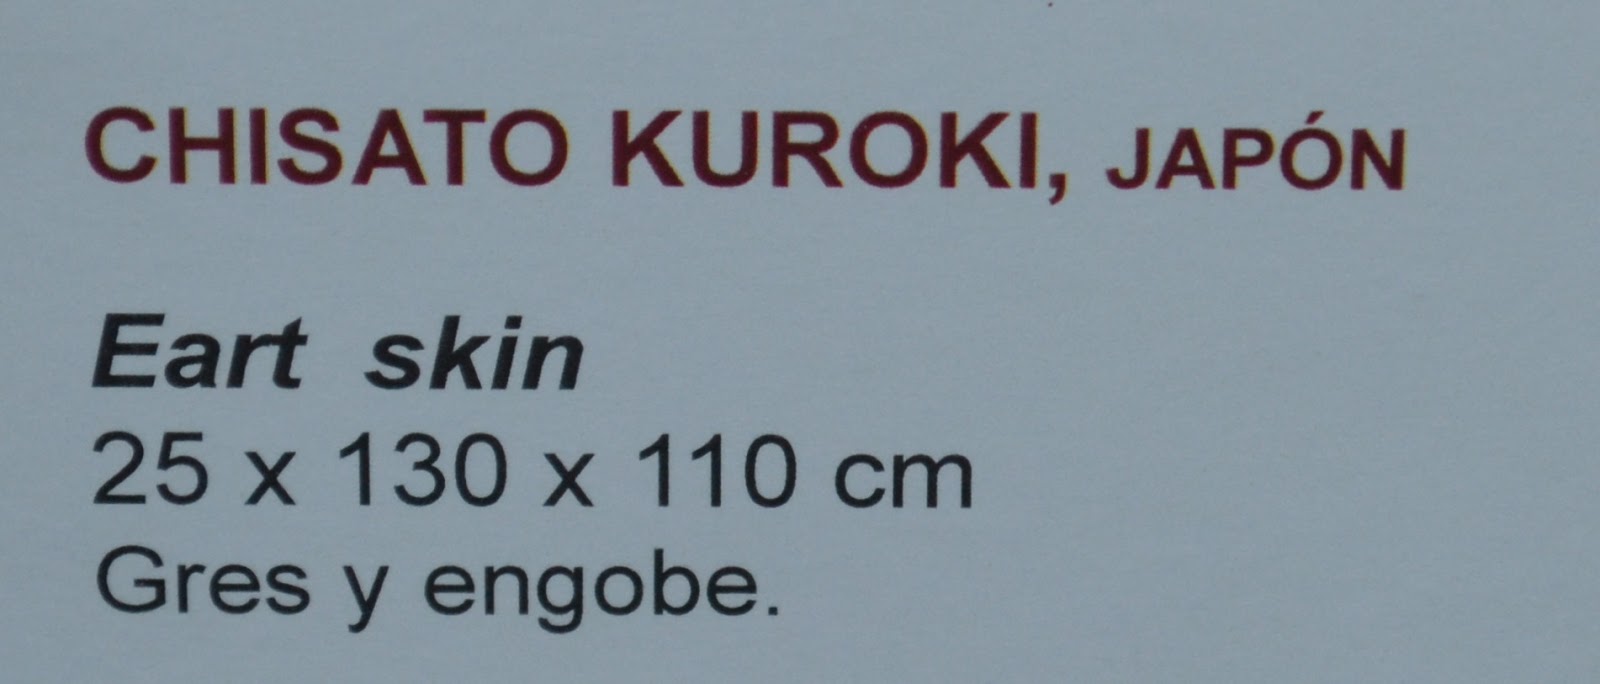 CHISATO KUROKI, JAPÓN
Eart skin
25 x 130 x 110 cm
Gres y engobe.